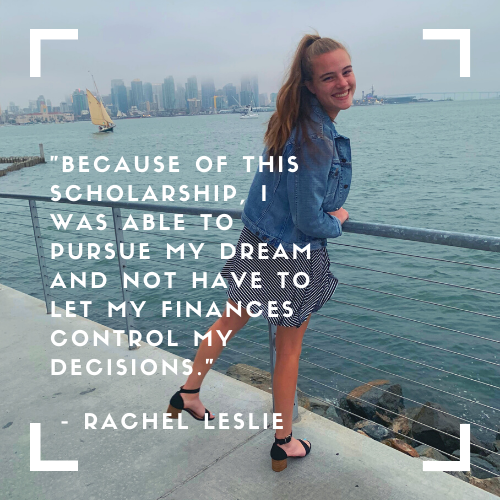 "BECAUSE OF THIS
SCHOLARSHIP, I
WAS ABLE TO
PURSUE MY DREAM
AND NOT HAVE TO
LET MY FINANCES
CONTROL MY
DECISIONS."
- RACHEL LESLIE